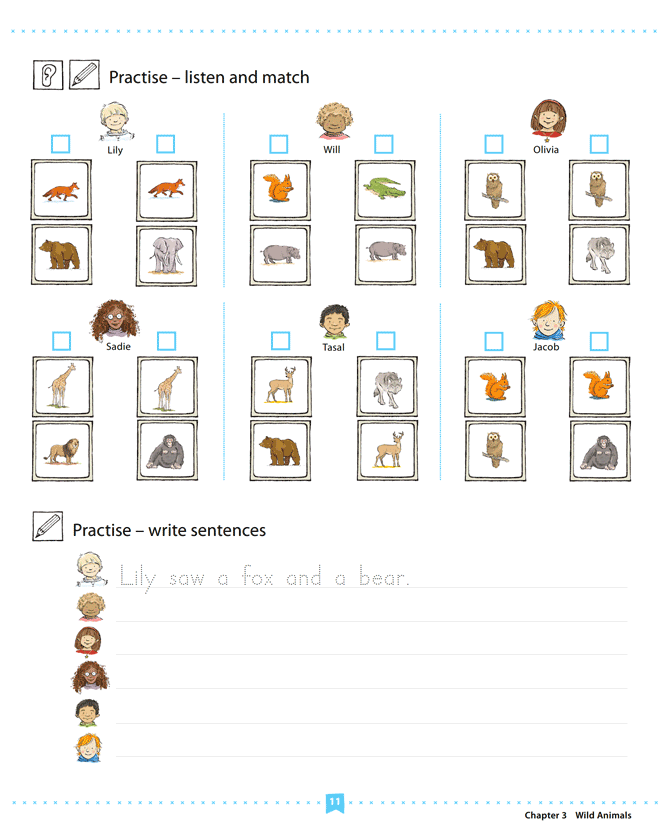 Practise – listen and match
Lily
Will
Olivia
Sadie
Tasal
Jacob
Practise – write sentences
Lily saw a fox and a bear.
11
Chapter 3 Wild Animals